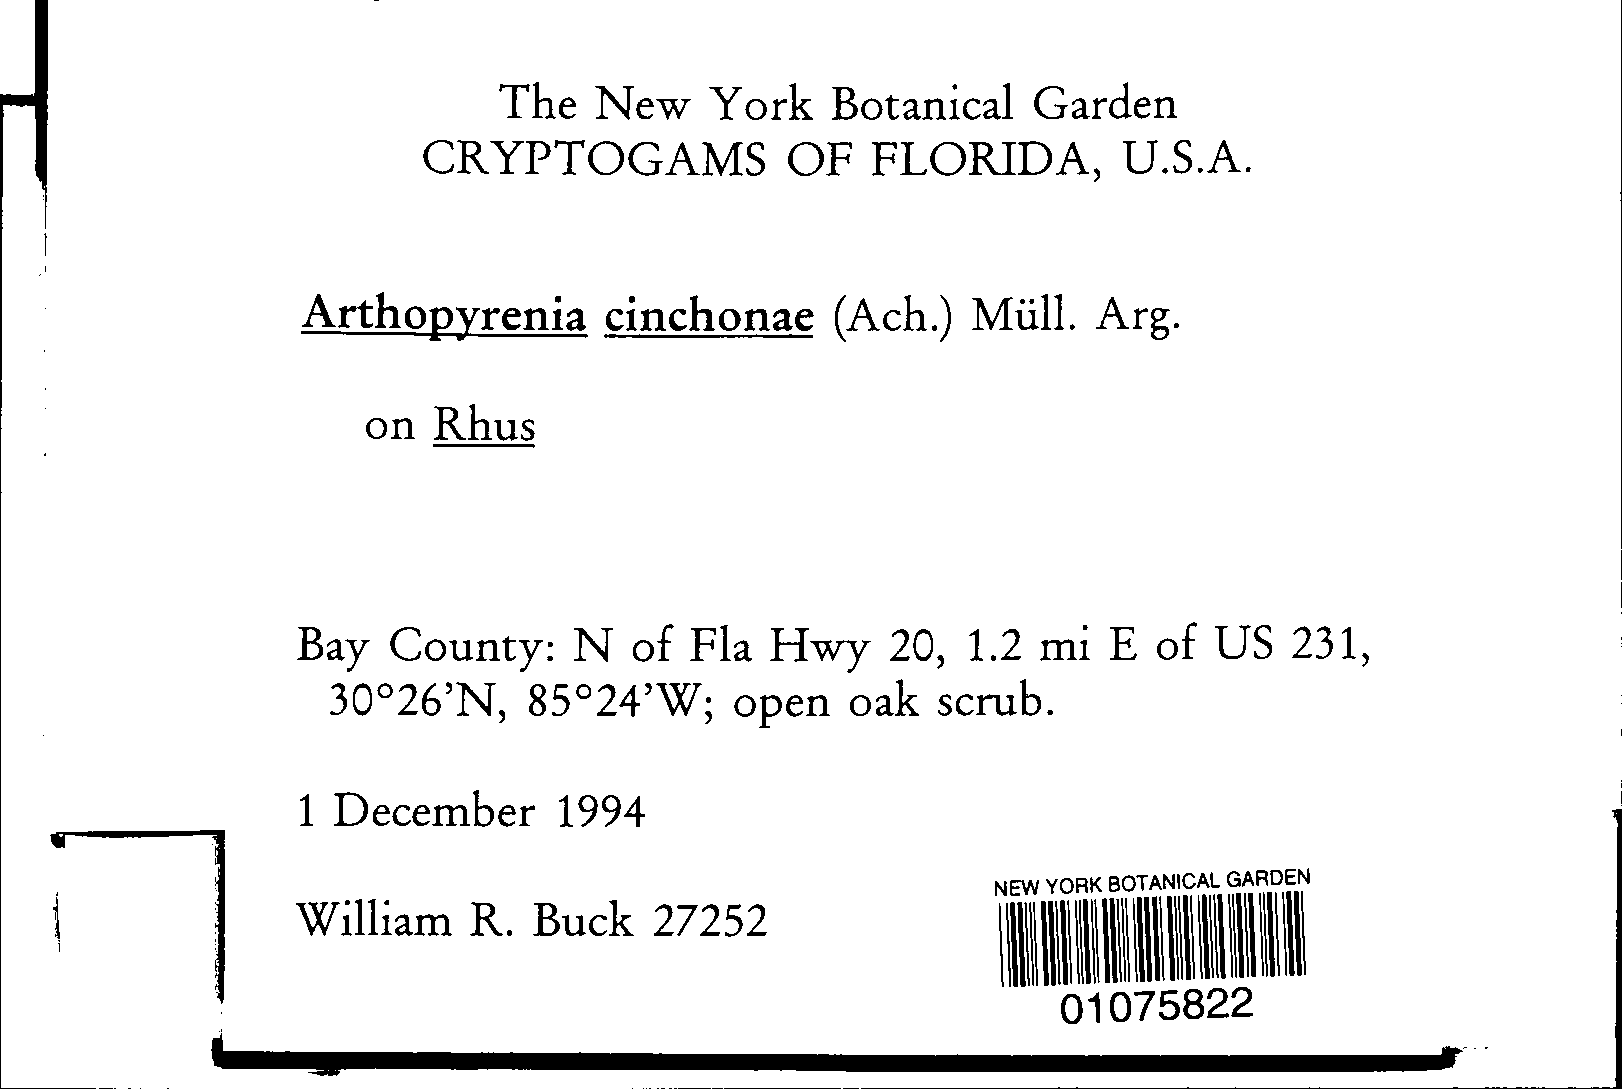 The New York Botanical Garden
CRYPTOGAMS OF FLORIDA, U.S.A.
Arthopyrenia cinchonae (Ach.) Müll. Arg.
on Rhus
Bay County: N of Fla Hwy 20, 1.2 mi E of US 231,
30°26’N, 85°24’W; open oak scrub.
1 December 1994
William R. Buck 27252
NEW YORK BOTANICAL GARDEN
01075822